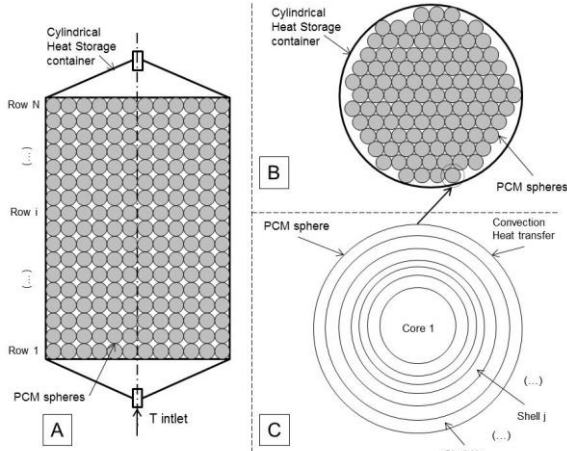 Cylindrical
Heat Storage
container
Row N
(...)
Row i
(...)
Row 1
PCM spheres
T intlet
A
Cylindrical
Heat Storage
container
B
PCM spheres
PCM sphere
Convection
Heat transfer
Core 1
(...)
Shell j
(...)
C